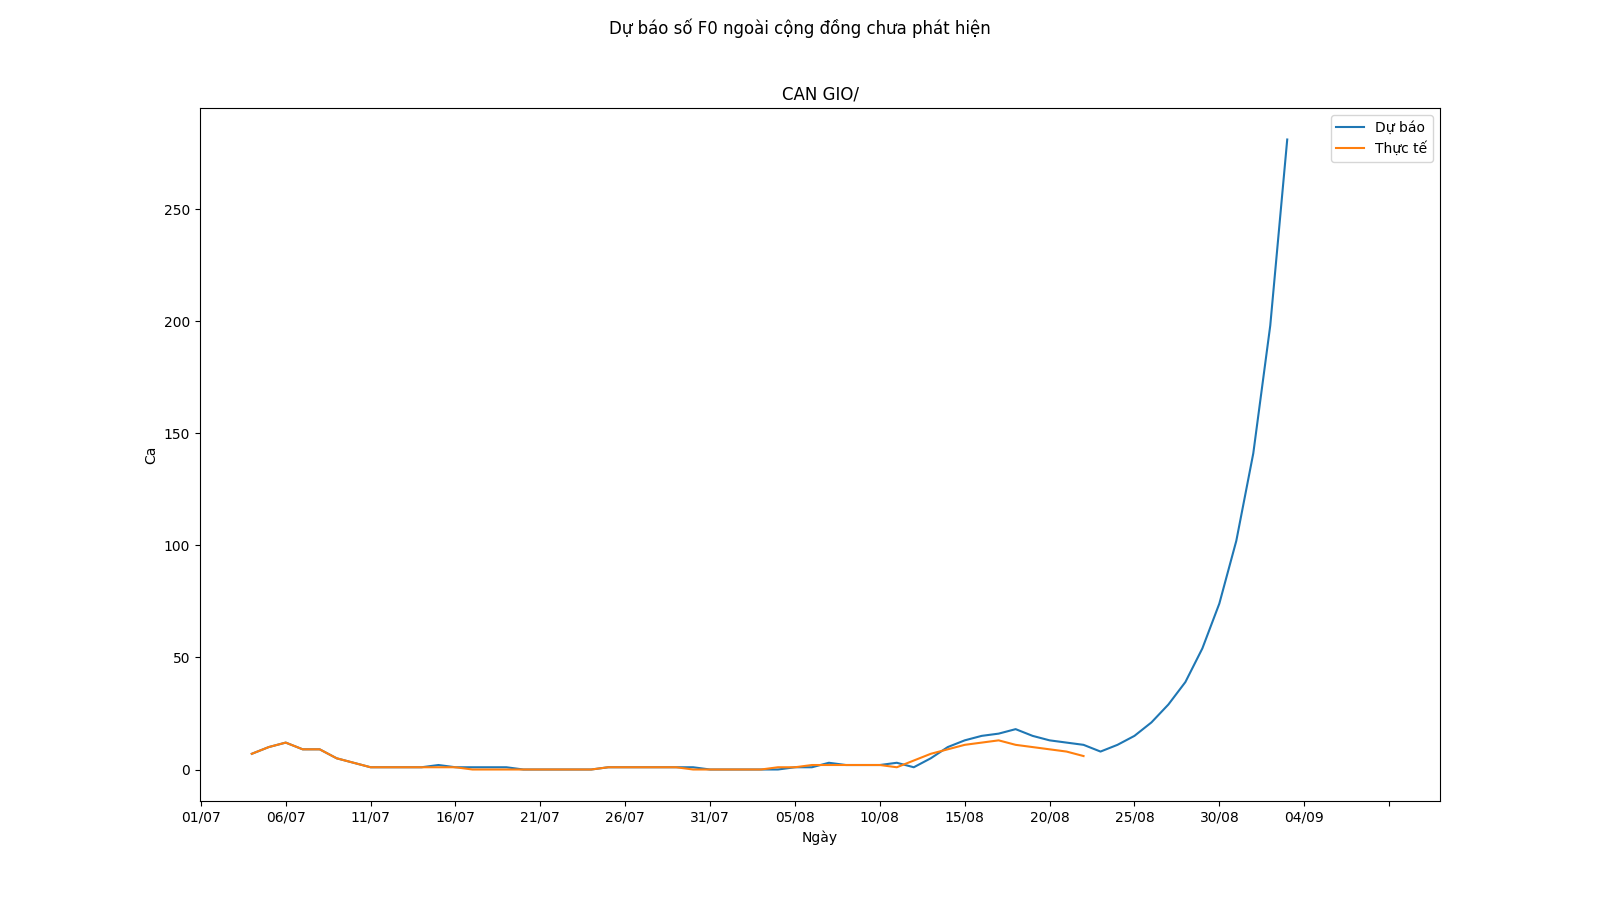 Dự báo số F0 ngoài cộng đồng chưa phát hiện
CAN GIO/
Dự báo
Thực tế
250
200
150
100
50
0
Ca
01/07 06/07 11/07 16/07 21/07 26/07 31/07 05/08 10/08 15/08 20/08 25/08 30/08 04/09
Ngày